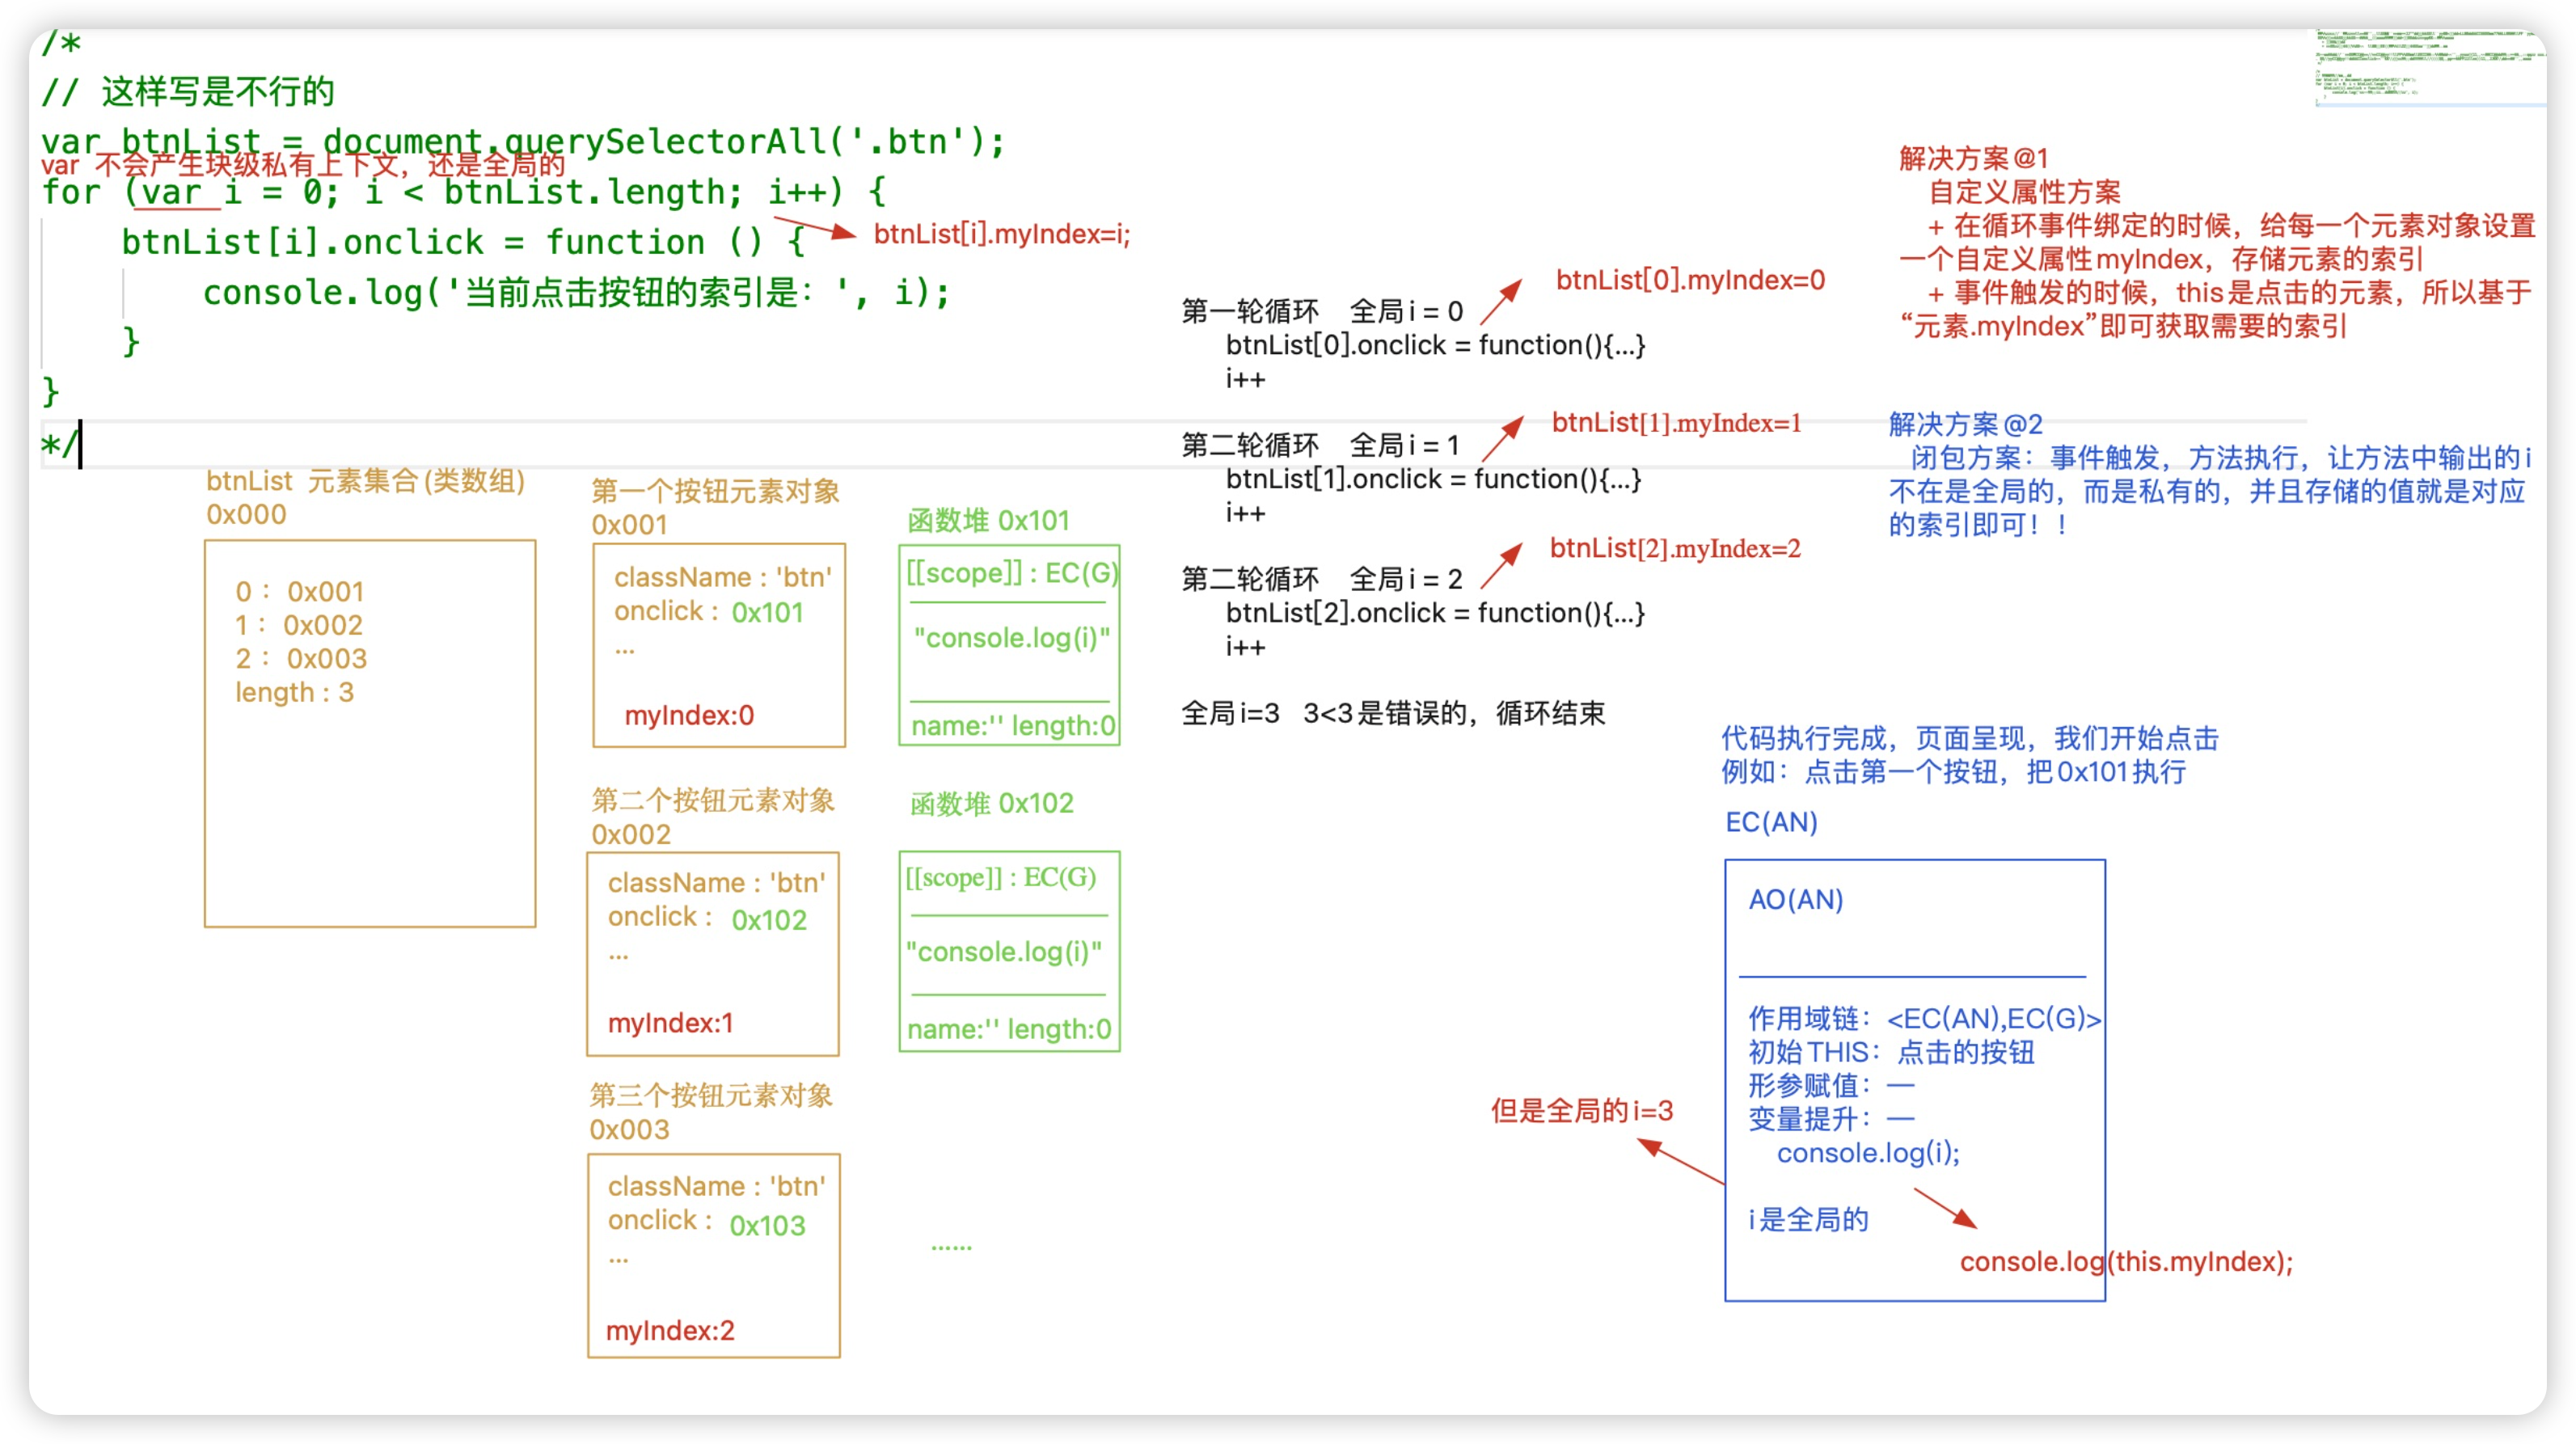 /*
// 这样写是不行的
var btnList = document.querySelectorAll('.btn');
var 不会产生块级私有上下文，还是全局的
for (var i = 0; i < btnList.length; i++) {
btnList[i].myIndex=i;
btnList[i].onclick = function () {
console.log('当前点击按钮的索引是：', i);
}
}
*/
btnList 元素集合(类数组)
0x000
0： 0x001
1： 0x002
2： 0x003
length : 3
第一个按钮元素对象
0x001
className : 'btn'
onclick : 0x101
...
myIndex:0
第二个按钮元素对象
0x002
className : 'btn'
onclick : 0x102
...
myIndex:1
第三个按钮元素对象
0x003
className : 'btn'
onclick : 0x103
...
myIndex:2
函数堆 0x101
[[scope]] : EC(G)
"console.log(i)"
name:'' length:0
函数堆 0x102
[[scope]] : EC(G)
"console.log(i)"
name:'' length:0
......
第一轮循环 全局i = 0
btnList[0].myIndex=0
btnList[0].onclick = function(){...}
i++
第二轮循环 全局i = 1
btnList[1].myIndex=1
btnList[1].onclick = function(){...}
i++
第二轮循环 全局i = 2
btnList[2].myIndex=2
btnList[2].onclick = function(){...}
i++
全局i=3 3<3是错误的，循环结束
解决方案@1
自定义属性方案
+ 在循环事件绑定的时候，给每一个元素对象设置
一个自定义属性myIndex，存储元素的索引
+ 事件触发的时候，this是点击的元素，所以基于
“元素.myIndex”即可获取需要的索引
解决方案@2
闭包方案：事件触发，方法执行，让方法中输出的i
不在是全局的，而是私有的，并且存储的值就是对应
的索引即可！！
代码执行完成，页面呈现，我们开始点击
例如：点击第一个按钮，把0x101执行
EC(AN)
AO(AN)
作用域链：<EC(AN),EC(G)>
初始THIS：点击的按钮
形参赋值：—
变量提升：—
console.log(i);
i是全局的
但是全局的i=3
console.log(this.myIndex);